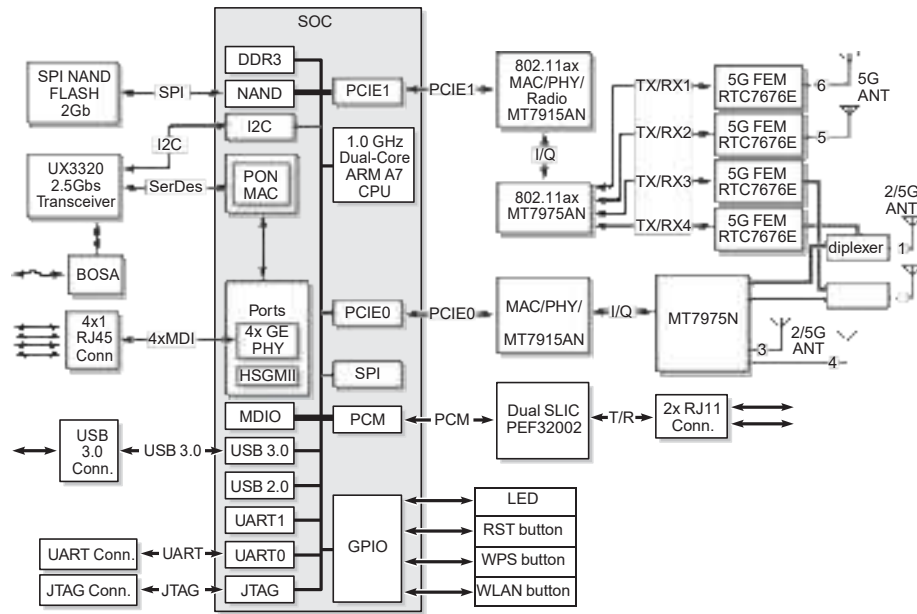 SOC
DDR3
NAND
I2C
PON
MAC
Ports
4x GE
PHY
HSGMII
MDIO
USB 3.0
USB 2.0
UART1
UART0
JTAG
PCIE1
1.0 GHz
Dual-Core
ARM A7
CPU
PCIE0
SPI
PCM
GPIO
SPI NAND
FLASH
2Gb
SPI
I2C
UX3320
2.5Gbs
Transceiver
SerDes
BOSA
4x1
RJ45
Conn
4xMDI
USB
3.0
Conn.
USB 3.0
UART Conn.
UART
JTAG Conn.
JTAG
PCIE1
802.11ax
MAC/PHY/
Radio
MT7915AN
I/Q
802.11ax
MT7975AN
TX/RX1
TX/RX2
TX/RX3
TX/RX4
5G FEM
RTC7676E
5G FEM
RTC7676E
5G FEM
RTC7676E
5G FEM
RTC7676E
6
5
5G
ANT
2/5G
ANT
diplexer
1
PCIE0
MAC/PHY/
MT7915AN
I/Q
MT7975N
2/5G
ANT
3
4
PCM
Dual SLIC
PEF32002
T/R
2x RJ11
Conn.
LED
RST button
WPS button
WLAN button